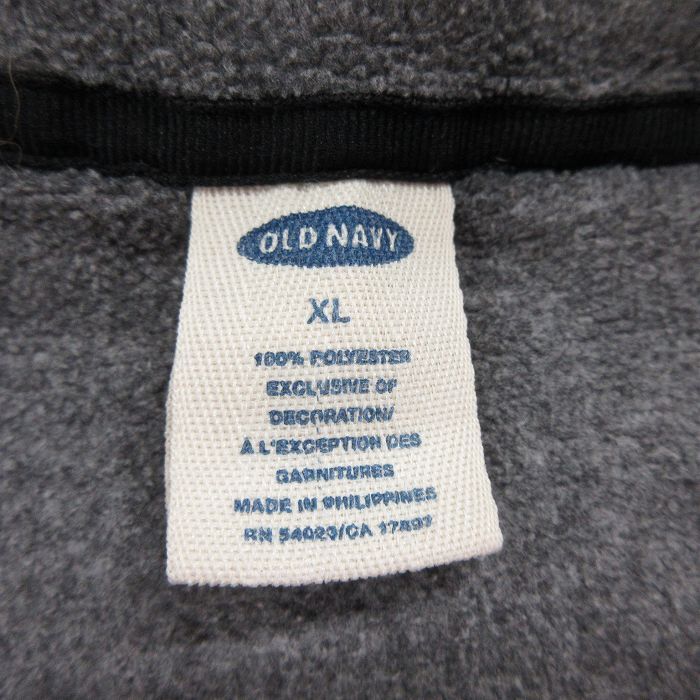 OLD NAVY
XL
100% POLYESTER
EXCLUSIVE OF
DECORATION/
À L'EXCEPTION DES
GARNITURES
MADE IN PHILIPPINES
RN 54023/CA 17897